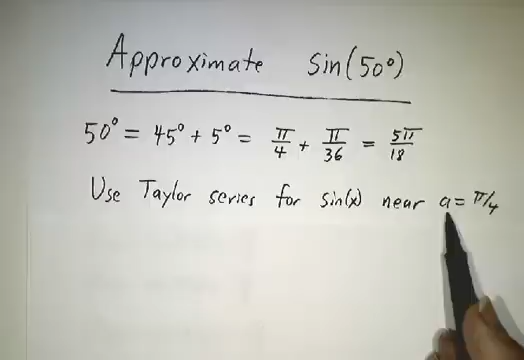 Approximate sin(50°)
50° = 45° + 5° = π/4 + π/36 = 5π/18
Use Taylor series for sin(x) near a = π/4